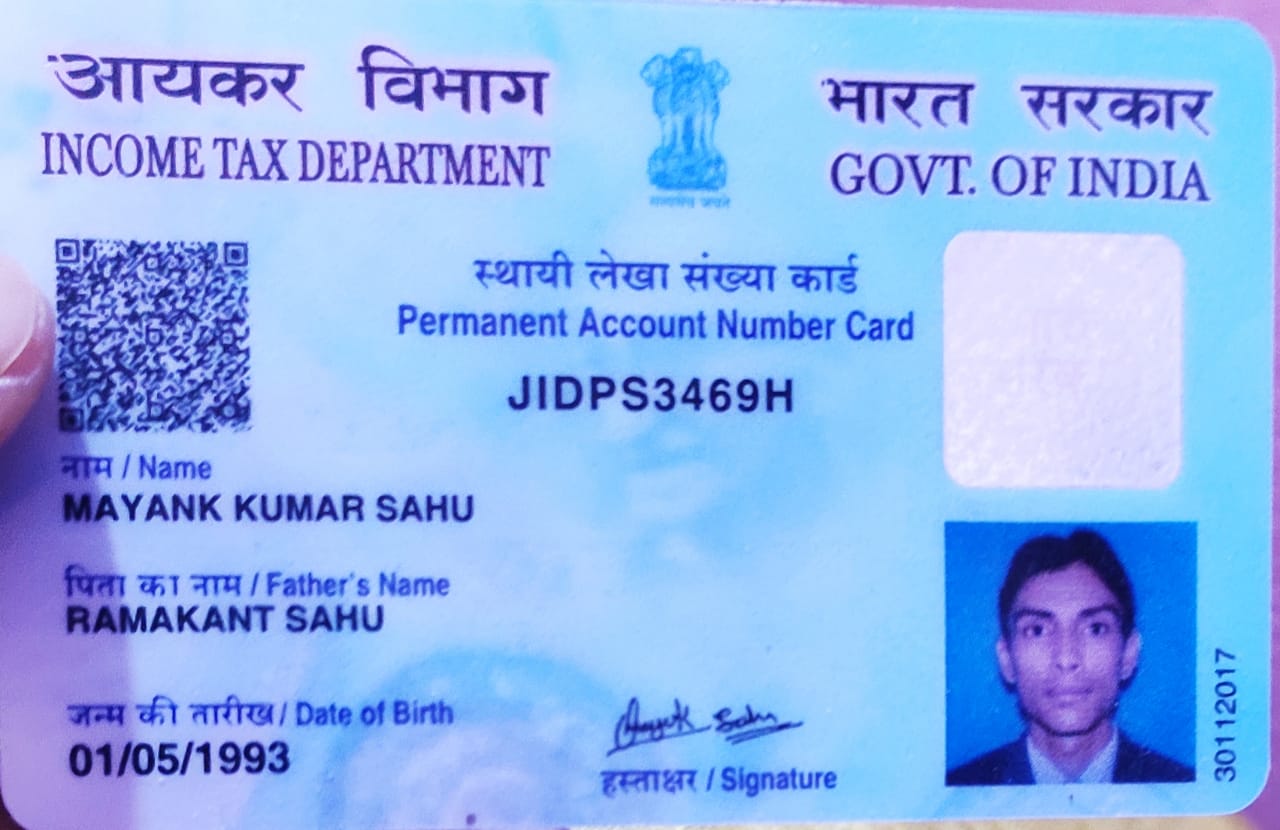 आयकर विभाग
INCOME TAX DEPARTMENT
भारत सरकार
GOVT. OF INDIA
सत्यमेव जयते
स्थायी लेखा संख्या कार्ड
Permanent Account Number Card
JIDPS3469H
नाम / Name
MAYANK KUMAR SAHU
पिता का नाम / Father's Name
RAMAKANT SAHU
जन्म की तारीख / Date of Birth
01/05/1993
Mayank Sahu
हस्ताक्षर / Signature
30112017